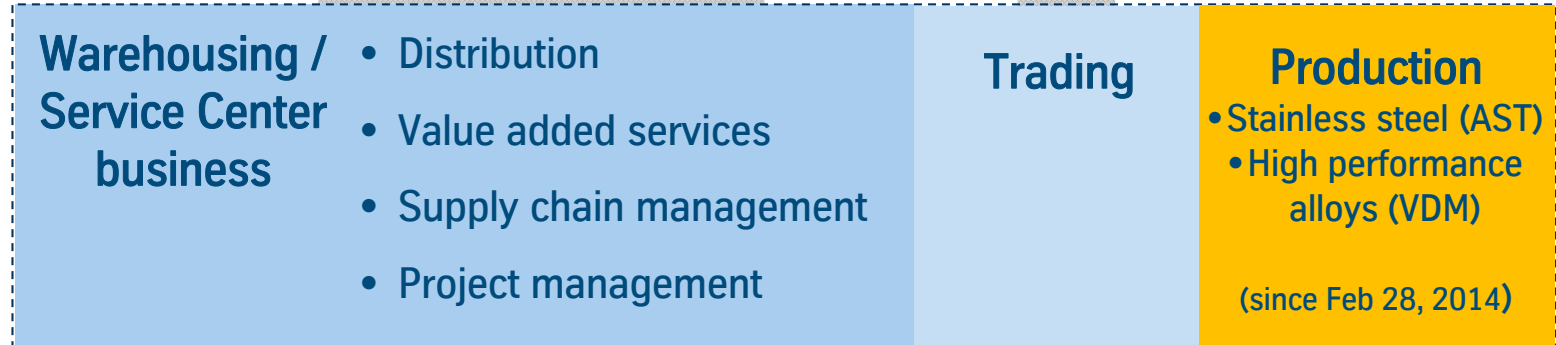 Warehousing /
Service Center
business
• Distribution
• Value added services
• Supply chain management
• Project management
Trading
Production
•Stainless steel (AST)
•High performance
alloys (VDM)
(since Feb 28, 2014)